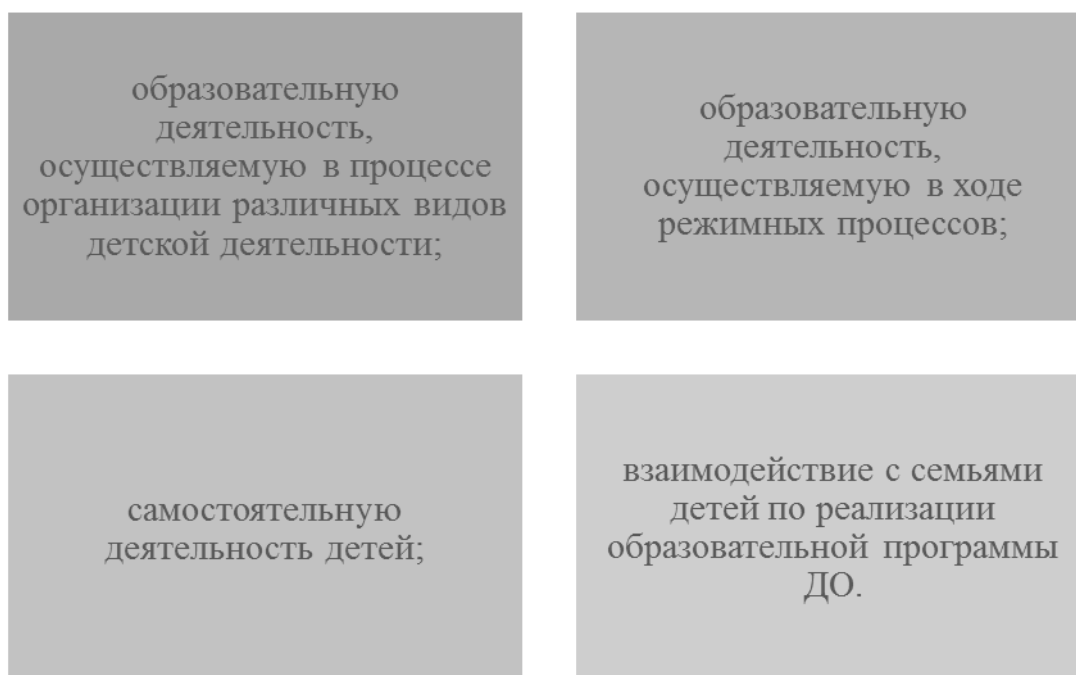 образовательную
деятельность,
осуществляемую в процессе
организации различных видов
детской деятельности;
образовательную
деятельность,
осуществляемую в ходе
режимных процессов;
самостоятельную
деятельность детей;
взаимодействие с семьями
детей по реализации
образовательной программы
ДО.